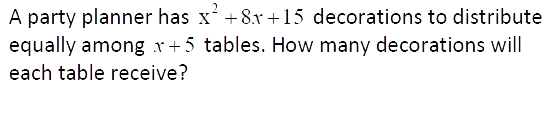 A party planner has x² + 8x + 15 decorations to distribute
equally among x + 5 tables. How many decorations will
each table receive?